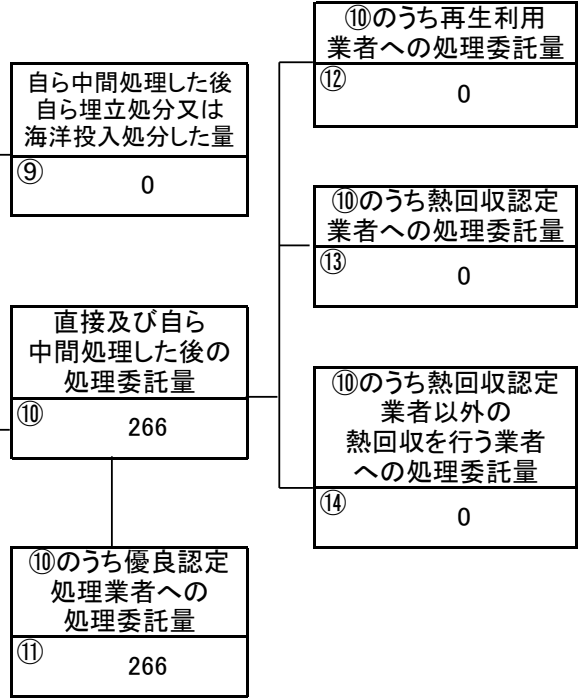 自ら中間処理した後
自ら埋立処分又は
海洋投入処分した量
⑨
0
直接及び自ら
中間処理した後の
処理委託量
⑩
266
⑩のうち優良認定
処理業者への
処理委託量
⑪
266
⑩のうち再生利用
業者への処理委託量
⑫
0
⑩のうち熱回収認定
業者への処理委託量
⑬
0
⑩のうち熱回収認定
業者以外の
熱回収を行う業者
への処理委託量
⑭
0